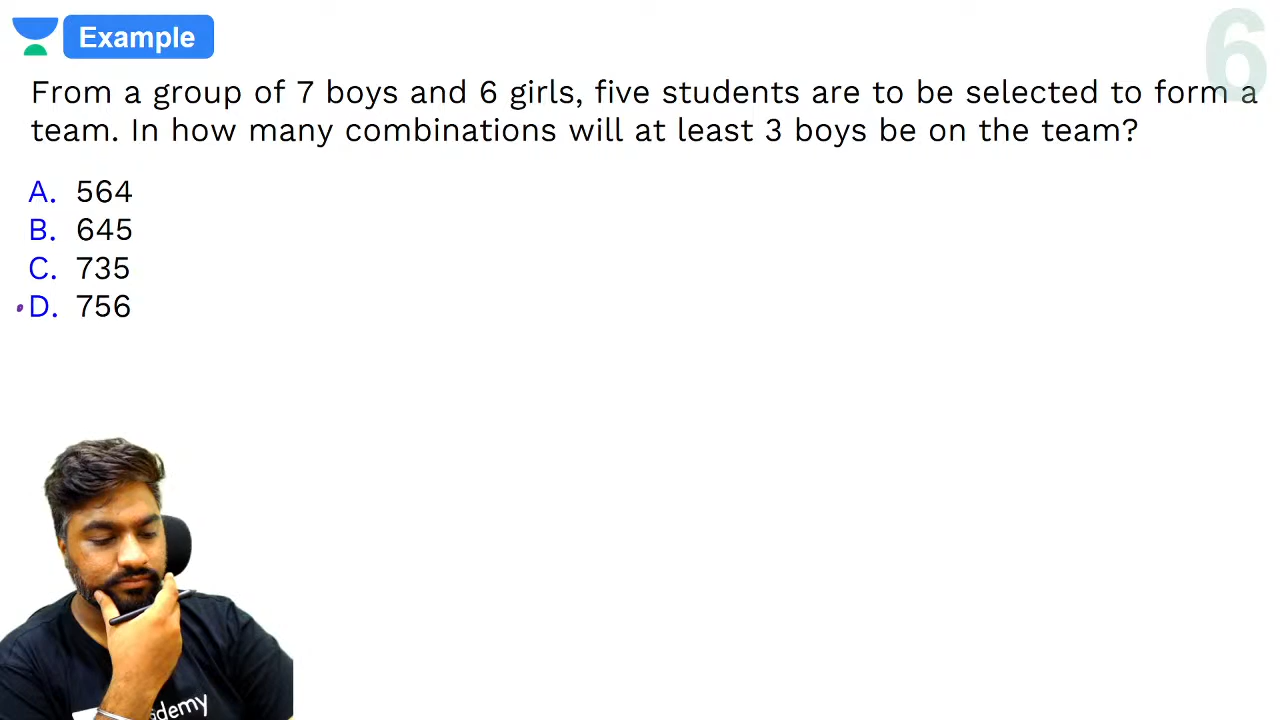 Example
6
From a group of 7 boys and 6 girls, five students are to be selected to form a
team. In how many combinations will at least 3 boys be on the team?
A. 564
B. 645
C. 735
D. 756